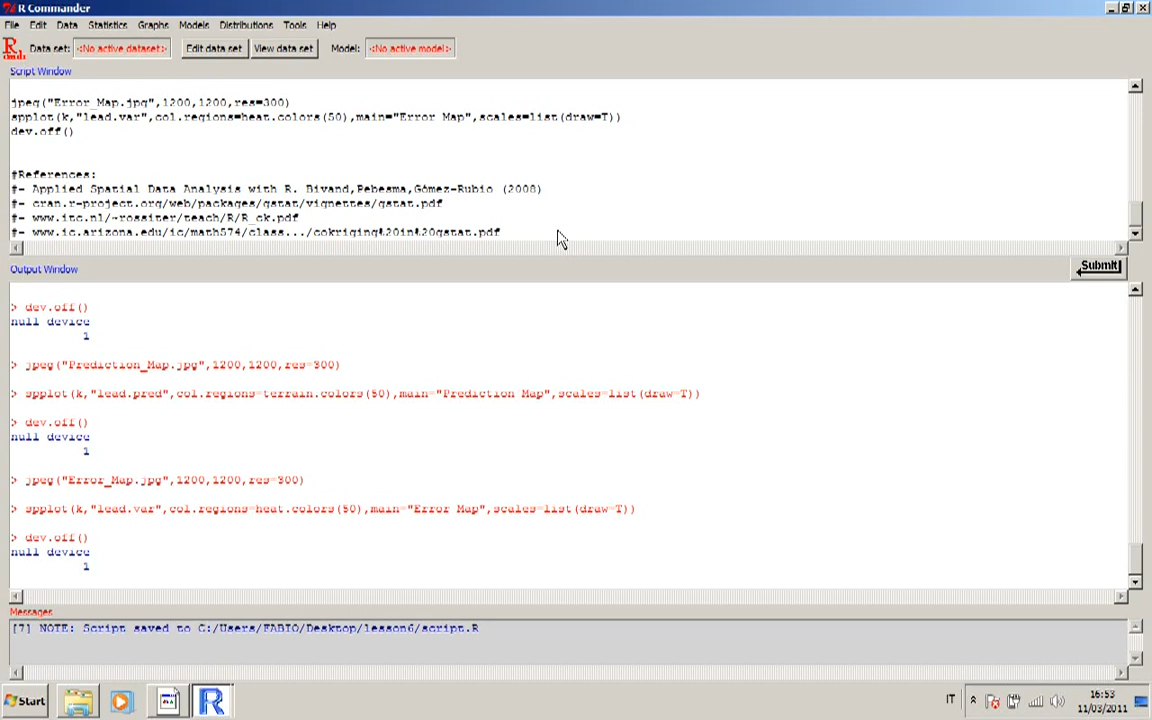 R Commander
File Edit Data Statistics Graphs Models Distributions Tools Help
R cmdr Data set: <No active dataset> Edit data set View data set Model: <No active model>
Script Window
jpeg("Error_Map.jpg",1200,1200,res=300)
spplot(k,"lead.var",col.regions=heat.colors(50),main="Error Map",scales=list(draw=T))
dev.off()
#References:
#- Applied Spatial Data Analysis with R. Bivand,Pebesma,Gómez-Rubio (2008)
#- cran.r-project.org/web/packages/gstat/vignettes/gstat.pdf
#- www.itc.nl/~rossiter/teach/R/R_ck.pdf
#- www.ic.arizona.edu/ic/math574/class.../cokriging%20in%20gstat.pdf
Output Window
Submit
> dev.off()
null device
1
> jpeg("Prediction_Map.jpg",1200,1200,res=300)
> spplot(k,"lead.pred",col.regions=terrain.colors(50),main="Prediction Map",scales=list(draw=T))
> dev.off()
null device
1
> jpeg("Error_Map.jpg",1200,1200,res=300)
> spplot(k,"lead.var",col.regions=heat.colors(50),main="Error Map",scales=list(draw=T))
> dev.off()
null device
1
Messages
[7] NOTE: Script saved to C:/Users/FABIO/Desktop/lesson6/script.R
Start
R
IT
16:53
11/03/2011